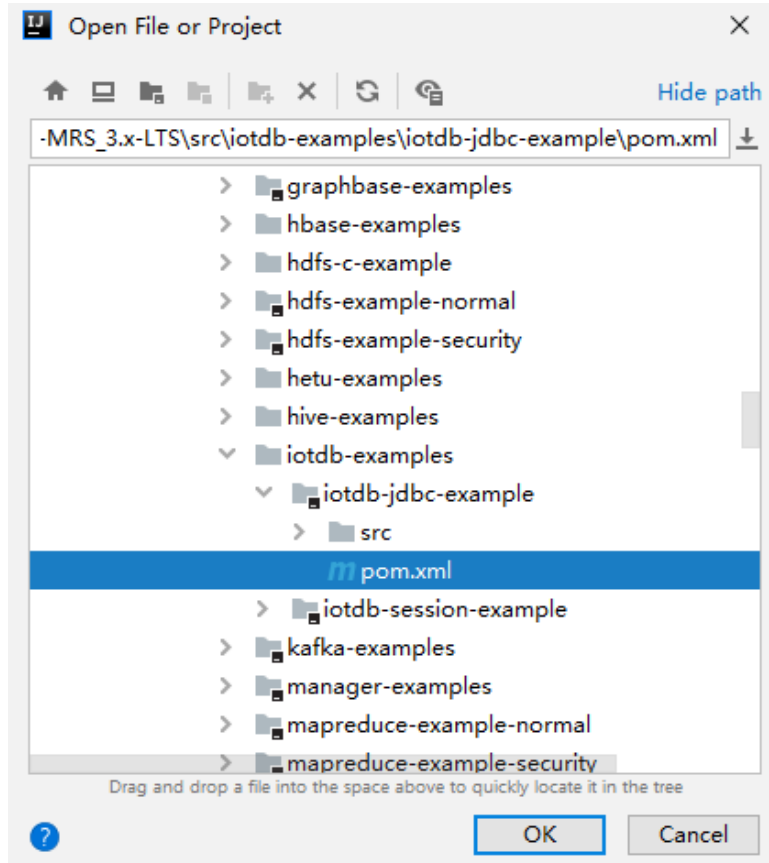 Open File or Project
Hide path
-MRS_3.x-LTS\src\iotdb-examples\iotdb-jdbc-example\pom.xml
graphbase-examples
hbase-examples
hdfs-c-example
hdfs-example-normal
hdfs-example-security
hetu-examples
hive-examples
iotdb-examples
iotdb-jdbc-example
src
pom.xml
iotdb-session-example
kafka-examples
manager-examples
mapreduce-example-normal
mapreduce-example-security
Drag and drop a file into the space above to quickly locate it in the tree
OK
Cancel